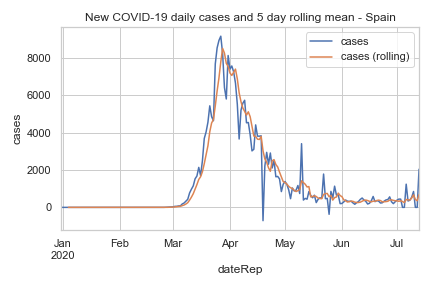 New COVID-19 daily cases and 5 day rolling mean - Spain
cases
cases (rolling)
cases
8000
6000
4000
2000
0
Jan
2020
Feb
Mar
Apr
May
Jun
Jul
dateRep